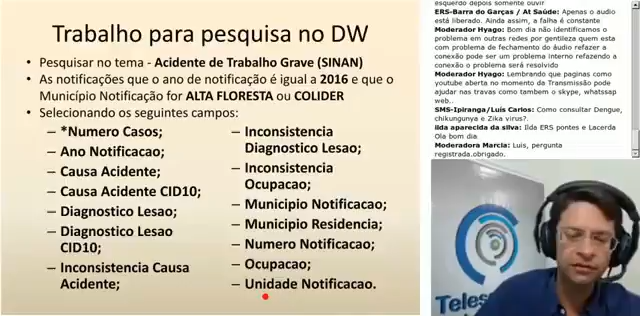 Trabalho para pesquisa no DW
• Pesquisar no tema - Acidente de Trabalho Grave (SINAN)
• As notificações que o ano de notificação é igual a 2016 e que o
Município Notificação for ALTA FLORESTA ou COLIDER
• Selecionando os seguintes campos:
– *Numero Casos;
– Ano Notificacao;
– Causa Acidente;
– Causa Acidente CID10;
– Diagnostico Lesao;
– Diagnostico Lesao
CID10;
– Inconsistencia Causa
Acidente;
– Inconsistencia
Diagnostico Lesao;
– Inconsistencia
Ocupacao;
– Municipio Notificacao;
– Municipio Residencia;
– Numero Notificacao;
– Ocupacao;
– Unidade Notificacao.
esquerdo depois somente ouvir
ERS-Barra do Garças / At Saúde: Apenas o audio
está liberado. Ainda assim, a falha é constante
Moderador Hyago: Bom dia não identificamos o
problema em outras redes por gentileza quem esta
com problema de fechamento do áudio refazer a
conexão pode ser um problema interno refazendo a
conexão o problema será resolvido
Moderador Hyago: Lembrando que paginas como
youtube aberta no momento da Transmissão pode
ajudar nas travas como tambem o skype, whatssap
web..
SMS-Ipiranga/Luís Carlos: Como consultar Dengue,
chikungunya e Zika virus?.
ilda aparecida da silva: Ilda ERS pontes e Lacerda
Ola bom dia
Moderadora Marcia: Luis, pergunta
registrada.obrigado.
Teles